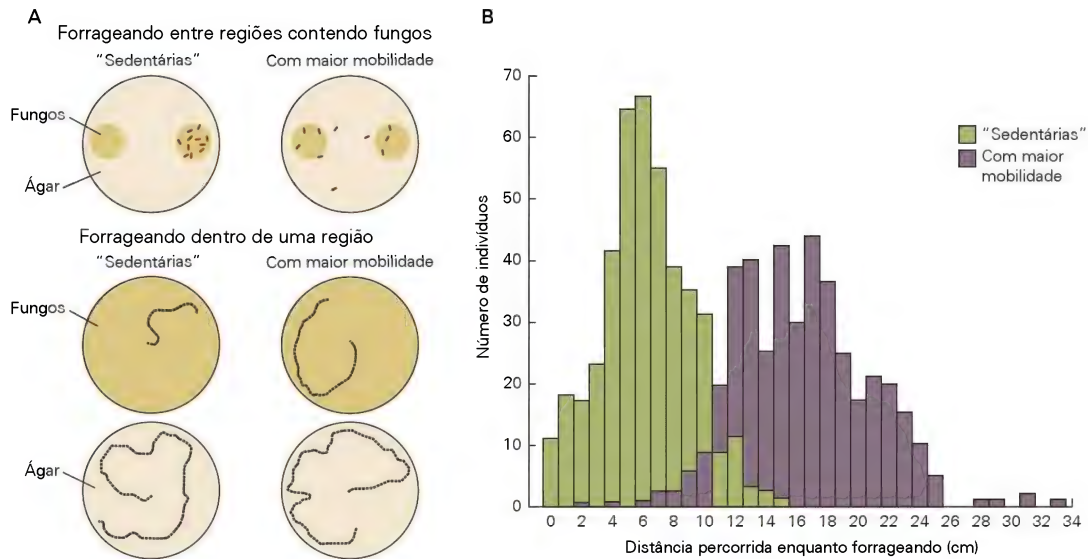 A
Forrageando entre regiões contendo fungos
"Sedentárias"
Com maior mobilidade
Fungos
Ágar
Forrageando dentro de uma região
"Sedentárias"
Com maior mobilidade
Fungos
Ágar
B
Número de indivíduos
70
60
50
40
30
20
10
0
0 2 4 6 8 10 12 14 16 18 20 22 24 26 28 30 32 34
Distância percorrida enquanto forrageando (cm)
"Sedentárias"
Com maior
mobilidade